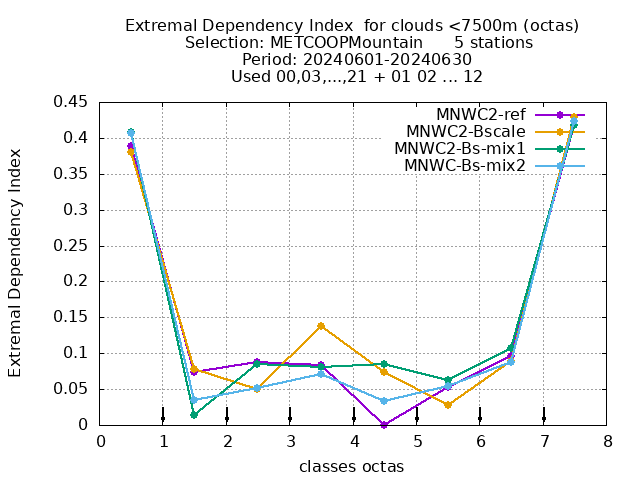 Extremal Dependency Index  for clouds <7500m (octas)
Selection: METCOOPMountain      5 stations
Period: 20240601-20240630
Used 00,03,...,21 + 01 02 ... 12
Extremal Dependency Index
0.45
0.4
0.35
0.3
0.25
0.2
0.15
0.1
0.05
0
MNWC2-ref
MNWC2-Bscale
MNWC2-Bs-mix1
MNWC-Bs-mix2
0 1 2 3 4 5 6 7 8
classes octas